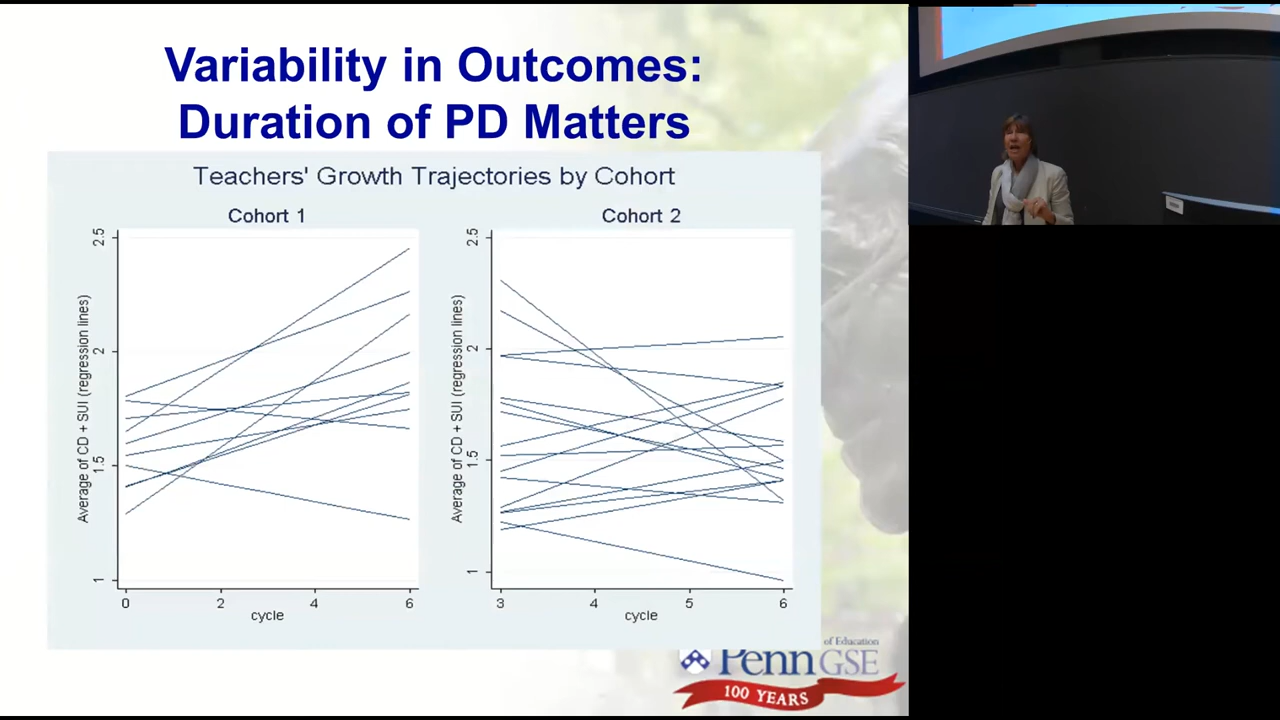 Variability in Outcomes:
Duration of PD Matters
Teachers' Growth Trajectories by Cohort
Cohort 1
Cohort 2
Average of CD + SUI (regression lines)
2.5
2
1.5
1
0
2
4
6
cycle
Average of CD + SUI (regression lines)
2.5
2
1.5
1
3
4
5
6
cycle
of Education
PennGSE
100 YEARS